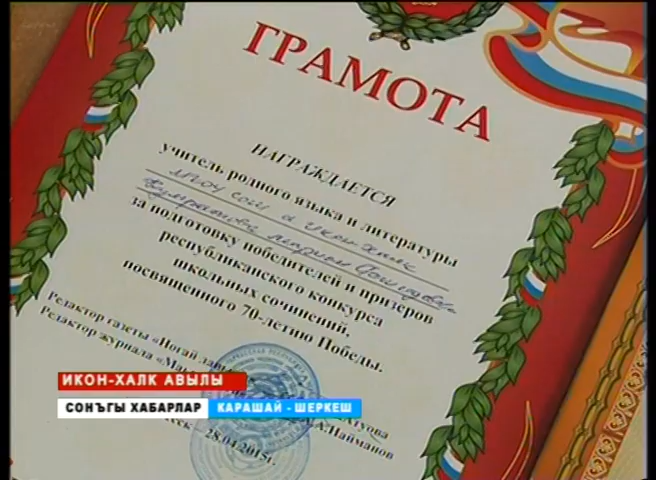 ГРАМОТА
НАГРАЖДАЕТСЯ
учитель родного языка и литературы
за подготовку победителей и призеров
республиканского конкурса
школьных сочинений,
посвященного 70-летию Победы.
Редактор газеты «Ногай
Редактор журнала
А.Найманов
28.04.2015г.
ИКОН-ХАЛК АВЫЛЫ
СОНЪГЫ ХАБАРЛАР КАРАШАЙ - ШЕРКЕШ